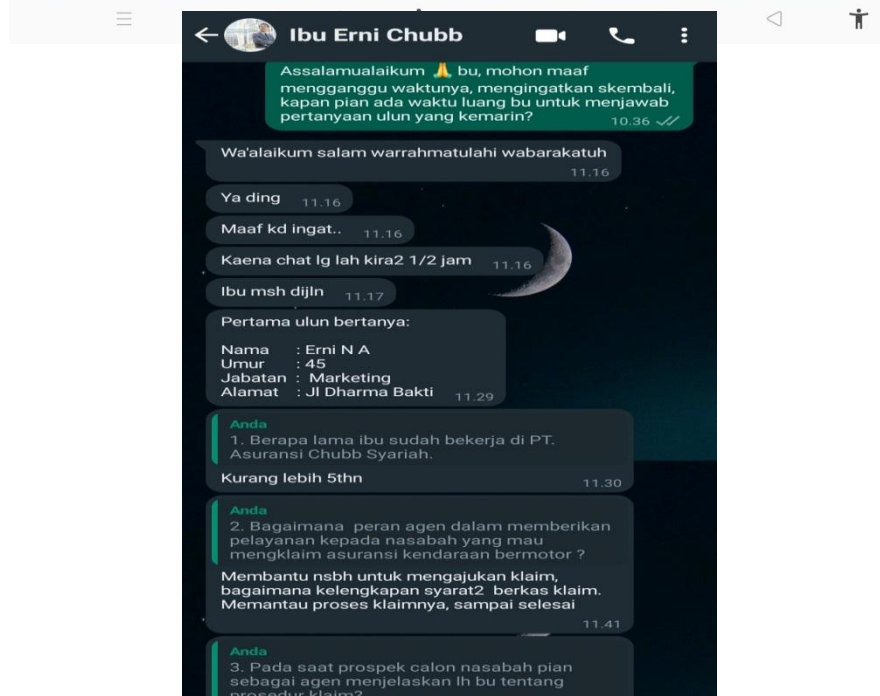 Ibu Erni Chubb
Assalamualaikum 🙏 bu, mohon maaf
mengganggu waktunya, mengingatkan skembali,
kapan pian ada waktu luang bu untuk menjawab
pertanyaan ulun yang kemarin?
10.36
Wa'alaikum salam warrahmatulahi wabarakatuh
11.16
Ya ding 11.16
Maaf kd ingat.. 11.16
Kaena chat lg lah kira2 1/2 jam 11.16
Ibu msh dijln 11.17
Pertama ulun bertanya:
Nama : Erni N A
Umur : 45
Jabatan : Marketing
Alamat : Jl Dharma Bakti 11.29
Anda
1. Berapa lama ibu sudah bekerja di PT.
Asuransi Chubb Syariah.
Kurang lebih 5thn 11.30
Anda
2. Bagaimana peran agen dalam memberikan
pelayanan kepada nasabah yang mau
mengklaim asuransi kendaraan bermotor ?
Membantu nsbh untuk mengajukan klaim,
bagaimana kelengkapan syarat2 berkas klaim.
Memantau proses klaimnya, sampai selesai
11.41
Anda
3. Pada saat prospek calon nasabah pian
sebagai agen menjelaskan lh bu tentang
prosedur klaim?